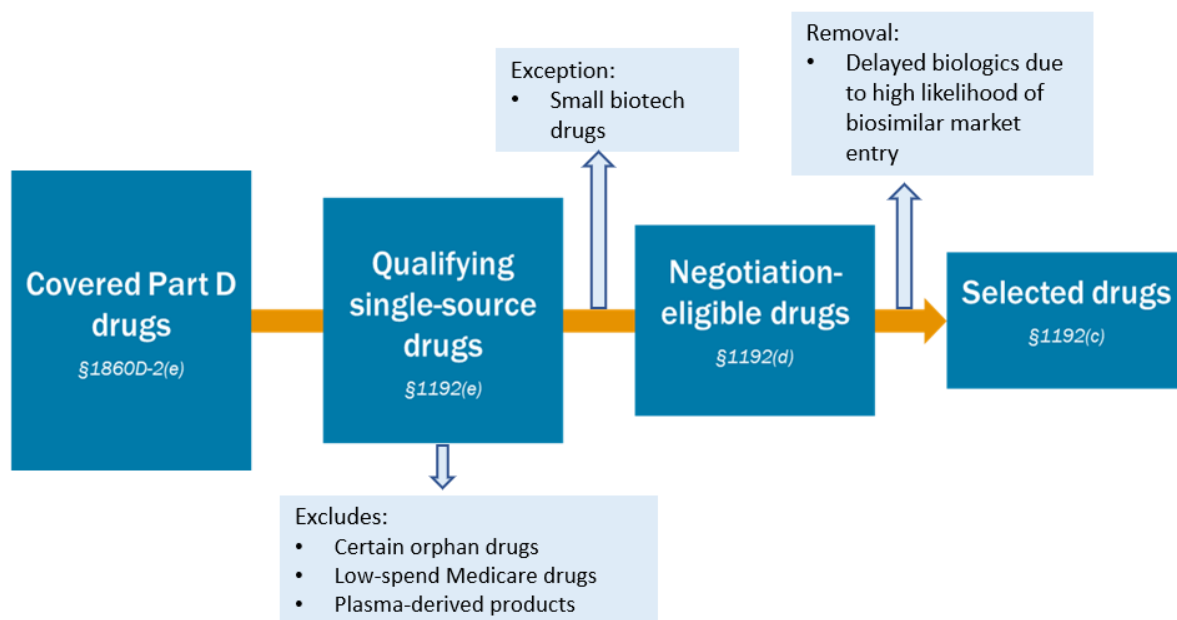 Removal:
• Delayed biologics due
to high likelihood of
biosimilar market
entry
Exception:
• Small biotech
drugs
Covered Part D
drugs
§1860D-2(e)
Qualifying
single-source
drugs
§1192(e)
Negotiation-
eligible drugs
§1192(d)
Selected drugs
§1192(c)
Excludes:
• Certain orphan drugs
• Low-spend Medicare drugs
• Plasma-derived products